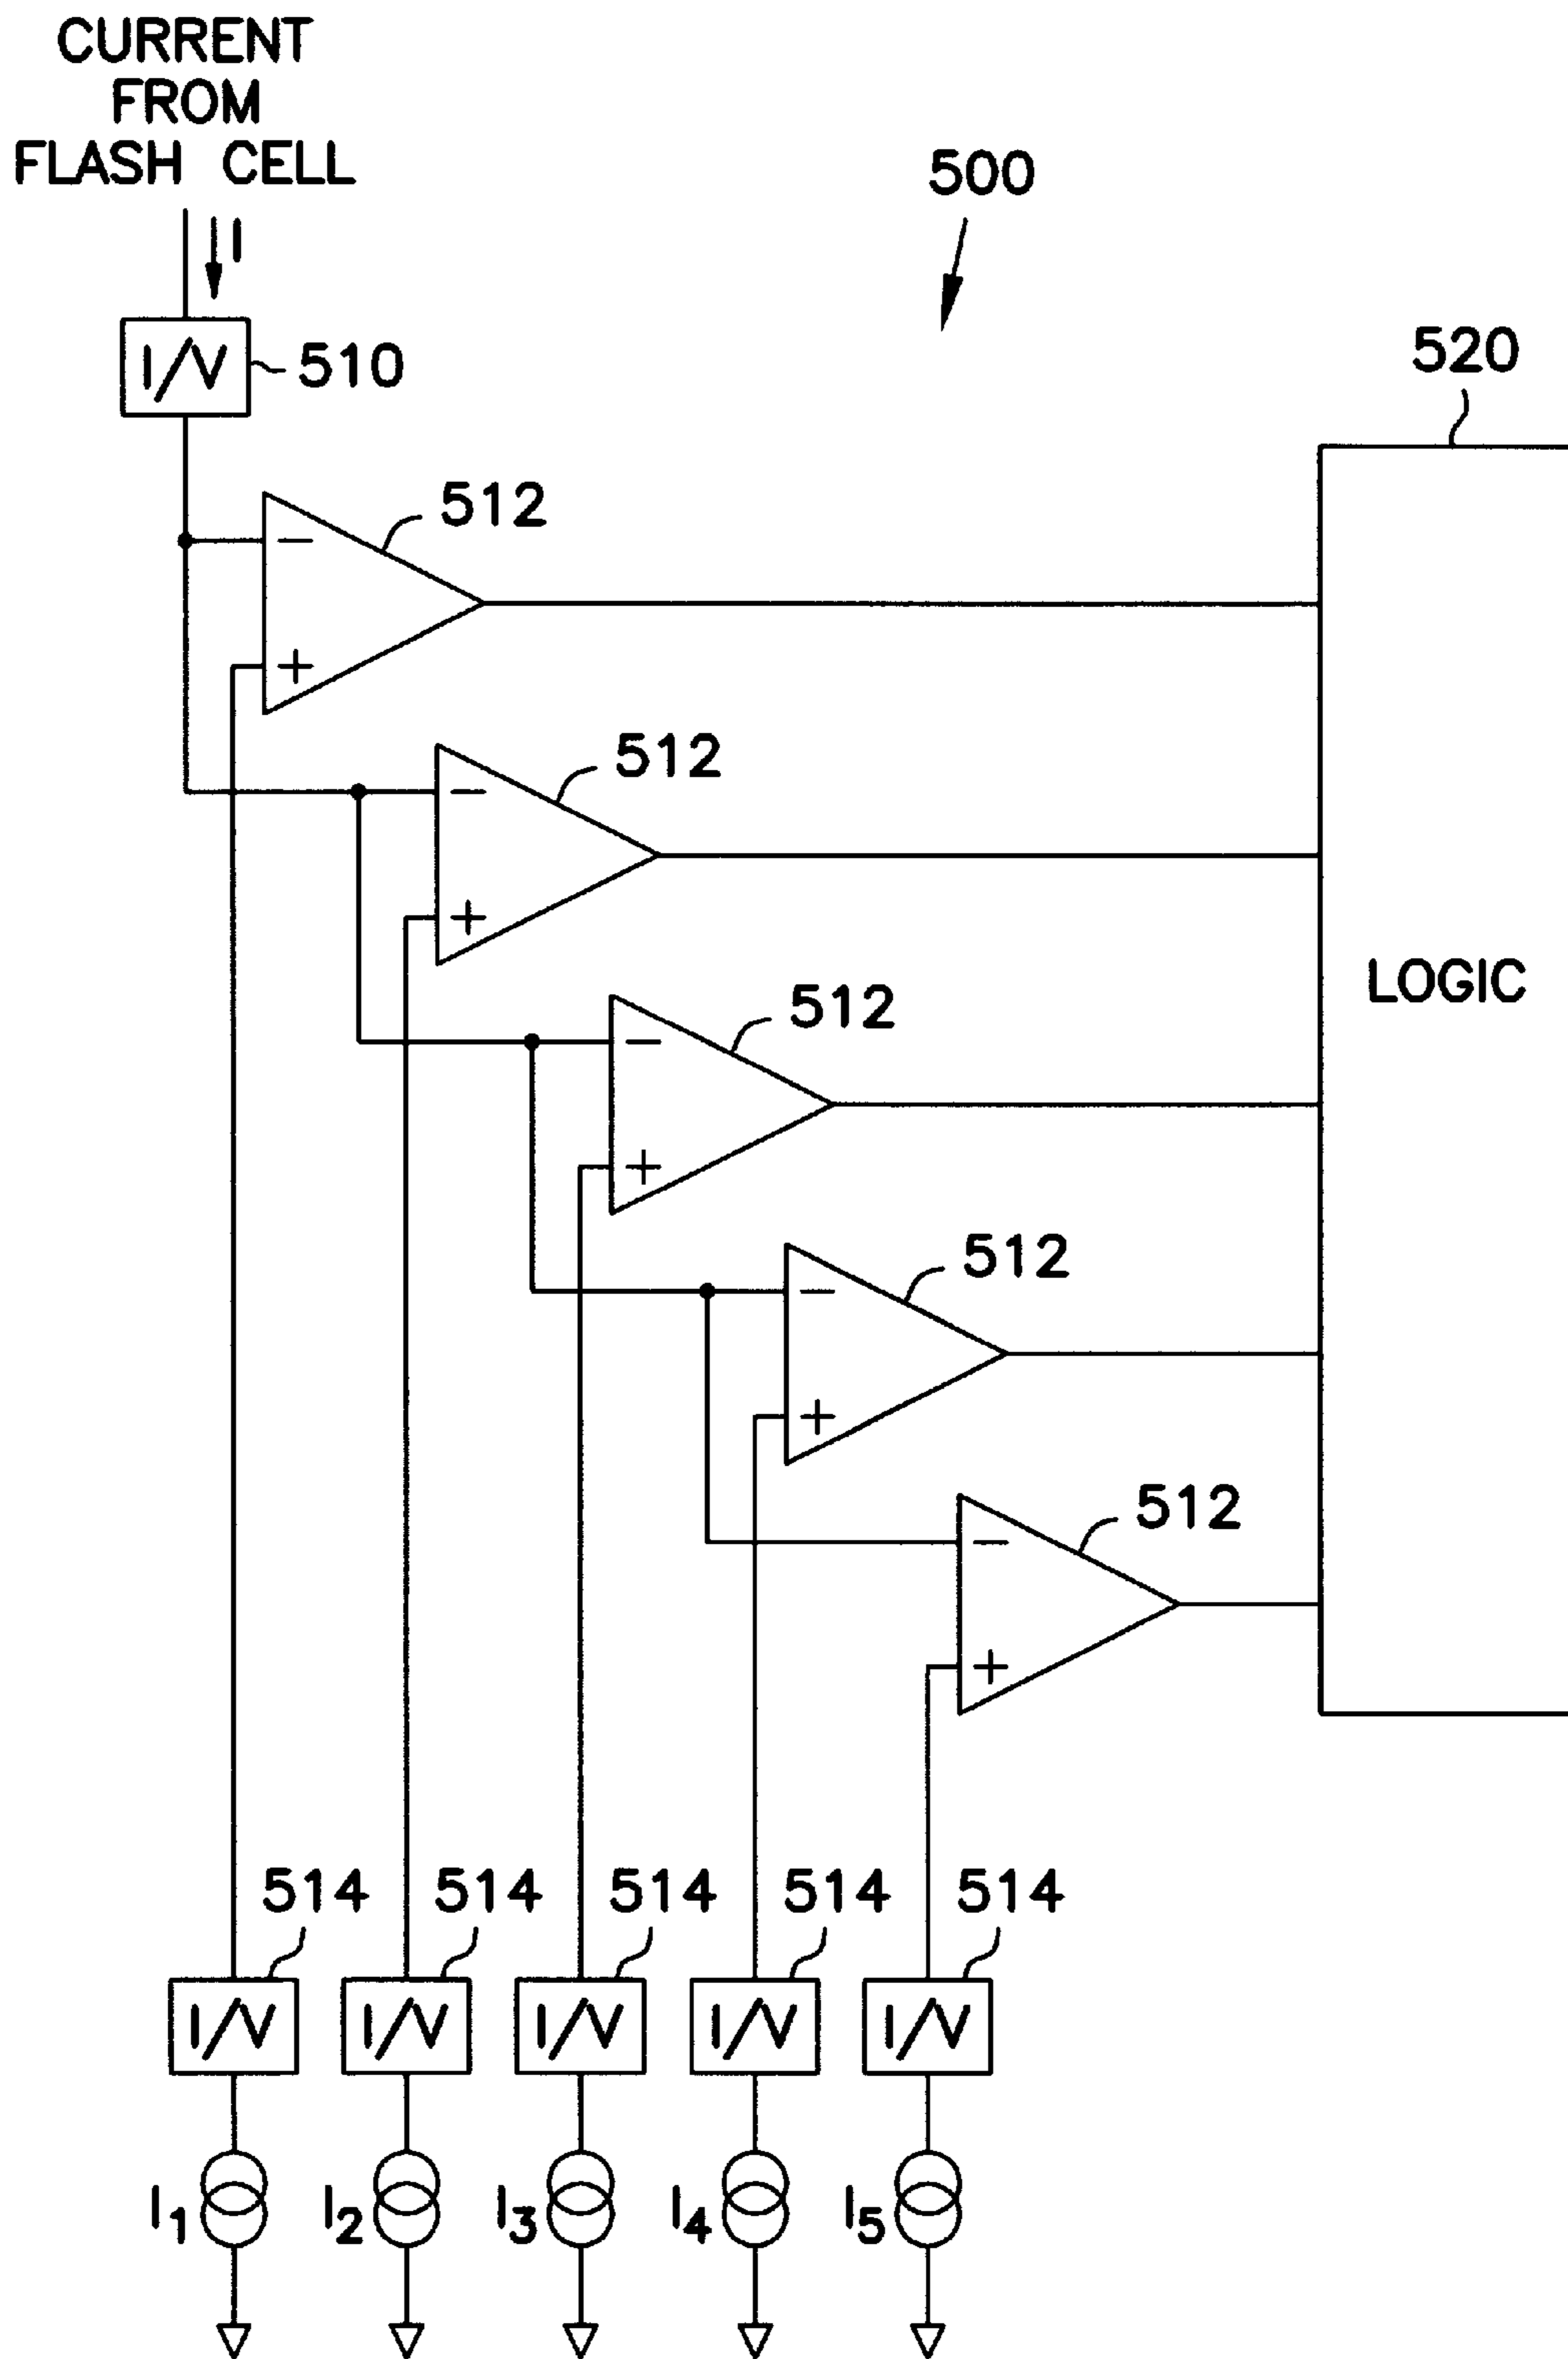 CURRENT
FROM
FLASH CELL
I
500
I/V
510
520
512
−
+
512
−
+
LOGIC
512
−
+
512
−
+
512
−
+
514 514 514 514 514
I/V I/V I/V I/V I/V
I1 I2 I3 I4 I5